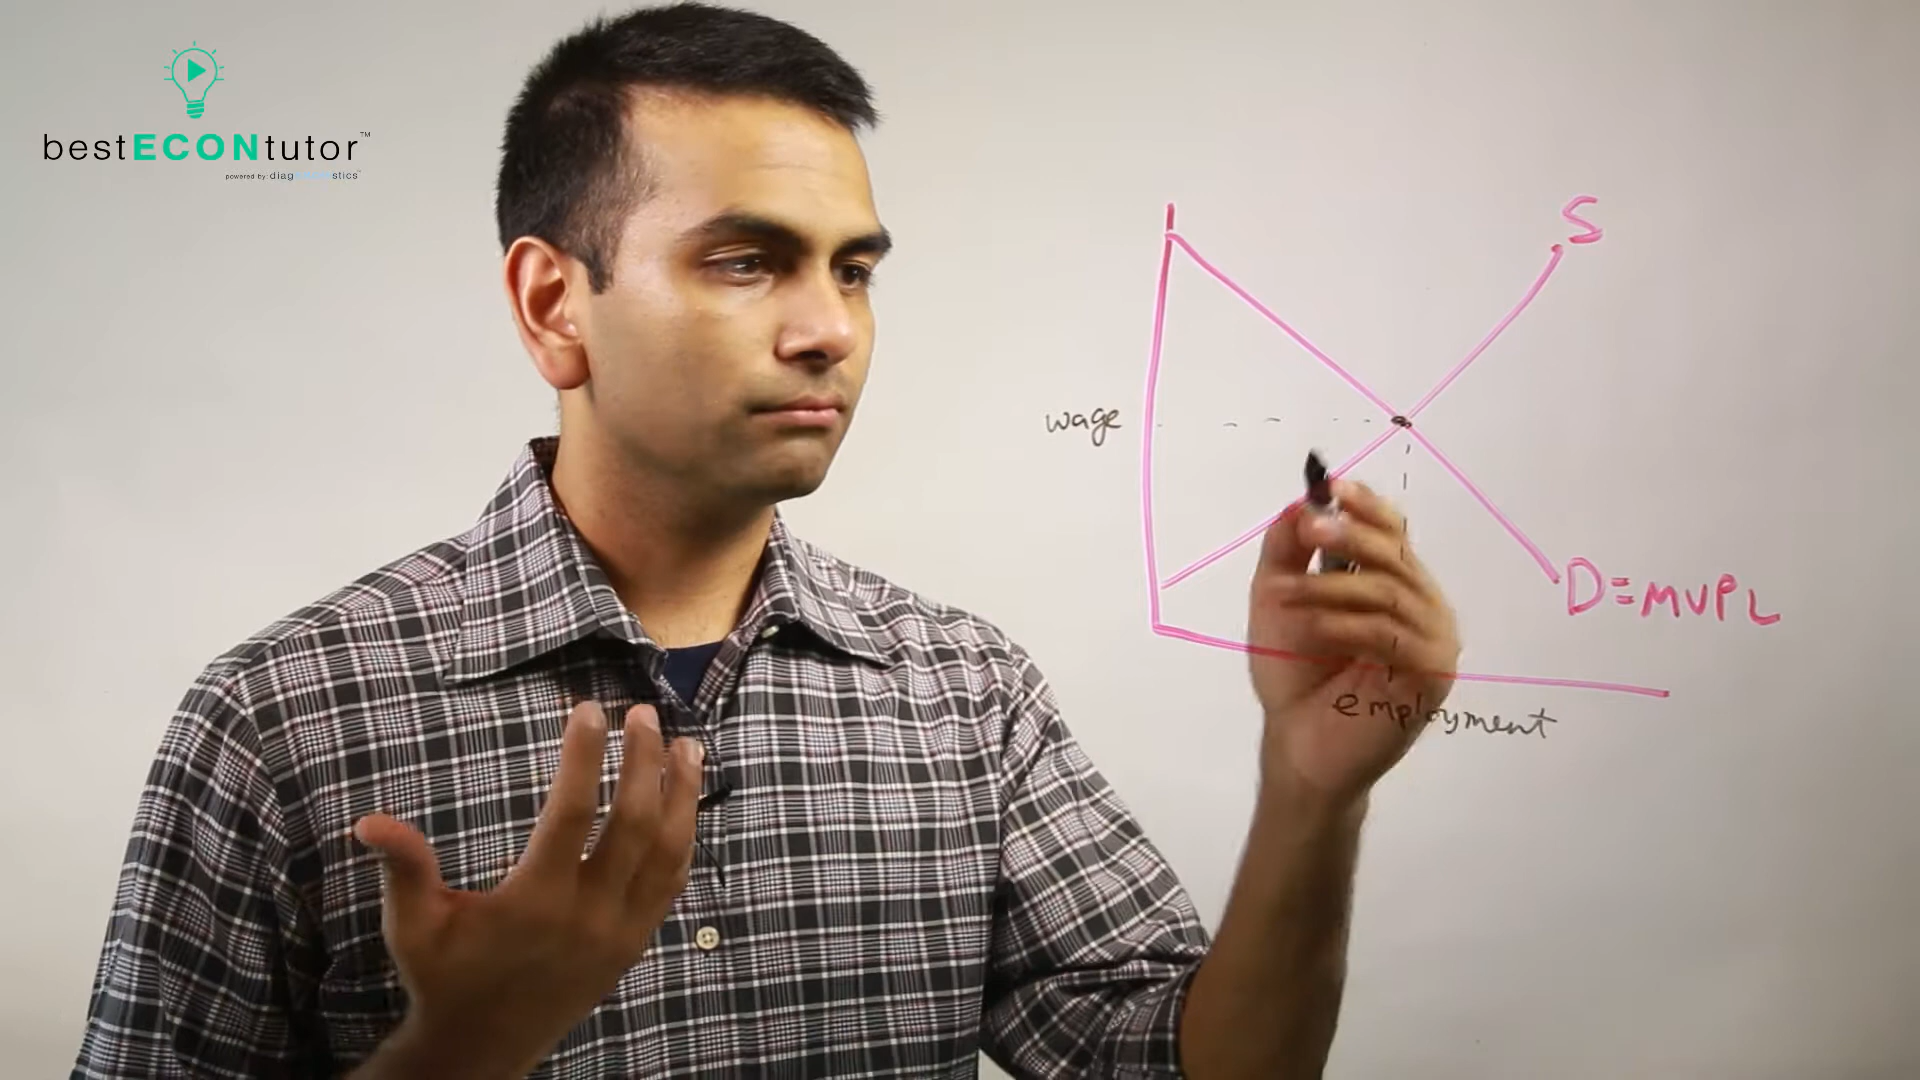 bestECONtutor™
powered by: diag stics
S
wage
D=MVPL
employment